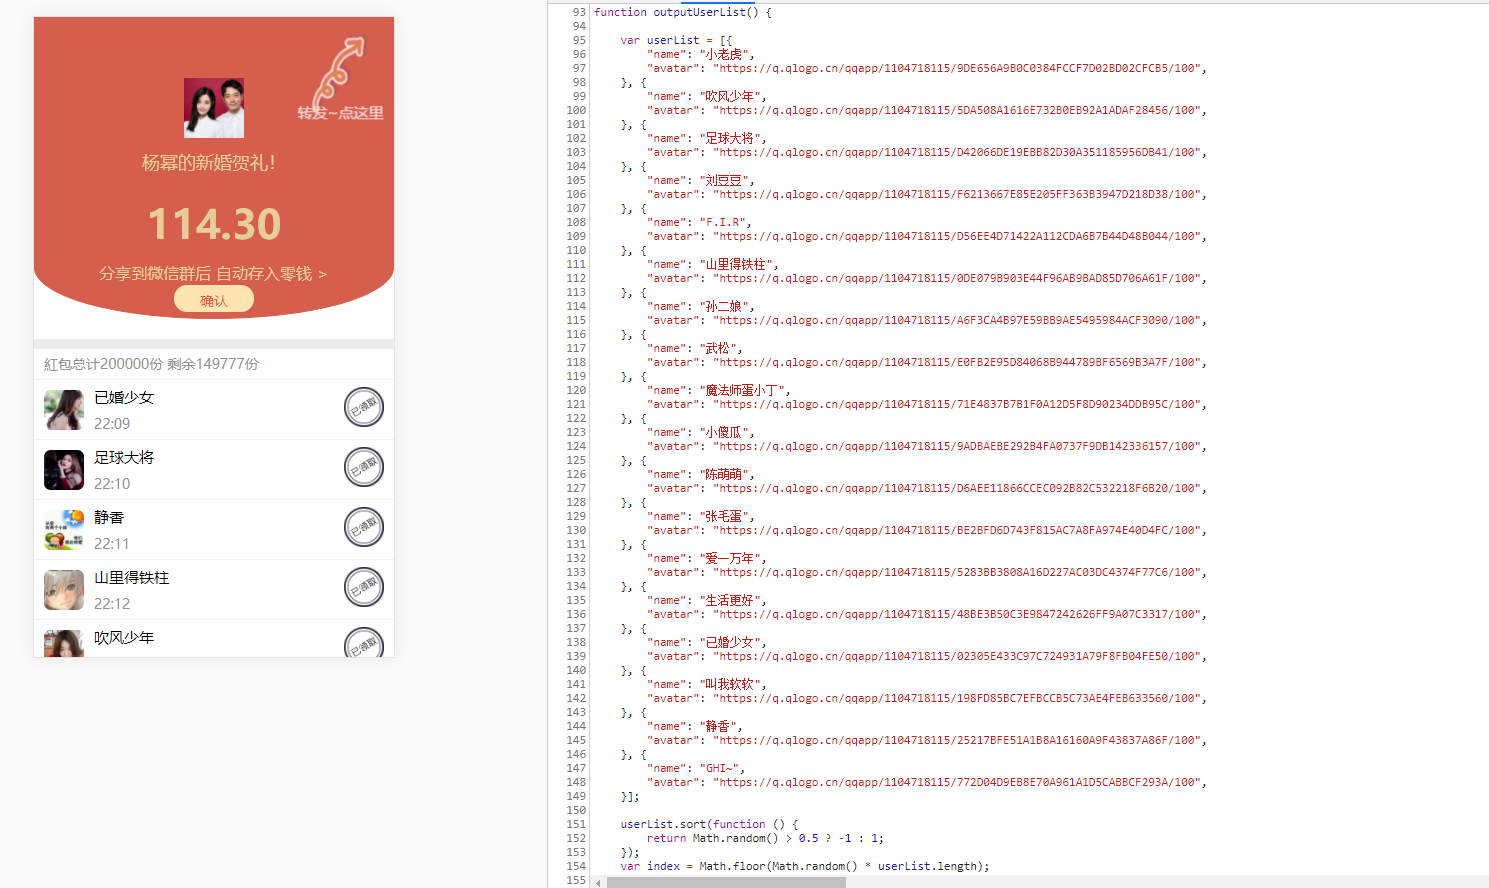 转发~点这里
杨幂的新婚贺礼!
114.30
分享到微信群后 自动存入零钱 >
确认
紅包总计200000份 剩余149777份
已婚少女
22:09
已领取
足球大将
22:10
已领取
静香
22:11
已领取
山里得铁柱
22:12
已领取
吹风少年
已领取
93 function outputUserList() {
94
95 var userList = [{
96 "name": "小老虎",
97 "avatar": "https://q.qlogo.cn/qqapp/1104718115/9DE656A9B0C0384FCCF7D02BD02CFCB5/100",
98 }, {
99 "name": "吹风少年",
100 "avatar": "https://q.qlogo.cn/qqapp/1104718115/5DA508A1616E732B0EB92A1ADAF28456/100",
101 }, {
102 "name": "足球大将",
103 "avatar": "https://q.qlogo.cn/qqapp/1104718115/D42066DE19EBB82D30A351185956DB41/100",
104 }, {
105 "name": "刘豆豆",
106 "avatar": "https://q.qlogo.cn/qqapp/1104718115/F6213667E85E205FF363B3947D218D38/100",
107 }, {
108 "name": "F.I.R",
109 "avatar": "https://q.qlogo.cn/qqapp/1104718115/D56EE4D71422A112CDA6B7B44D48B044/100",
110 }, {
111 "name": "山里得铁柱",
112 "avatar": "https://q.qlogo.cn/qqapp/1104718115/0DE079B903E44F96AB9BAD85D706A61F/100",
113 }, {
114 "name": "孙二娘",
115 "avatar": "https://q.qlogo.cn/qqapp/1104718115/A6F3CA4B97E59BB9AE5495984ACF3090/100",
116 }, {
117 "name": "武松",
118 "avatar": "https://q.qlogo.cn/qqapp/1104718115/E0FB2E95D84068B944789BF6569B3A7F/100",
119 }, {
120 "name": "魔法师蛋小丁",
121 "avatar": "https://q.qlogo.cn/qqapp/1104718115/71E4837B7B1F0A12D5F8D90234DDB95C/100",
122 }, {
123 "name": "小傻瓜",
124 "avatar": "https://q.qlogo.cn/qqapp/1104718115/9ADBAEBE292B4FA0737F9DB142336157/100",
125 }, {
126 "name": "陈萌萌",
127 "avatar": "https://q.qlogo.cn/qqapp/1104718115/D6AEE11866CCEC092B82C532218F6B20/100",
128 }, {
129 "name": "张毛蛋",
130 "avatar": "https://q.qlogo.cn/qqapp/1104718115/BE2BFD6D743F815AC7A8FA974E40D4FC/100",
131 }, {
132 "name": "爱一万年",
133 "avatar": "https://q.qlogo.cn/qqapp/1104718115/5283BB3808A16D227AC03DC4374F77C6/100",
134 }, {
135 "name": "生活更好",
136 "avatar": "https://q.qlogo.cn/qqapp/1104718115/48BE3B50C3E9847242626FF9A07C3317/100",
137 }, {
138 "name": "已婚少女",
139 "avatar": "https://q.qlogo.cn/qqapp/1104718115/02305E433C97C724931A79F8FB04FE50/100",
140 }, {
141 "name": "叫我软软",
142 "avatar": "https://q.qlogo.cn/qqapp/1104718115/198FD85BC7EFBCCB5C73AE4FEB633560/100",
143 }, {
144 "name": "静香",
145 "avatar": "https://q.qlogo.cn/qqapp/1104718115/25217BFE51A1B8A16160A9F43837A86F/100",
146 }, {
147 "name": "GHI~",
148 "avatar": "https://q.qlogo.cn/qqapp/1104718115/772D04D9EB8E70A961A1D5CABBCF293A/100",
149 }];
150
151 userList.sort(function () {
152 return Math.random() > 0.5 ? -1 : 1;
153 });
154 var index = Math.floor(Math.random() * userList.length);
155